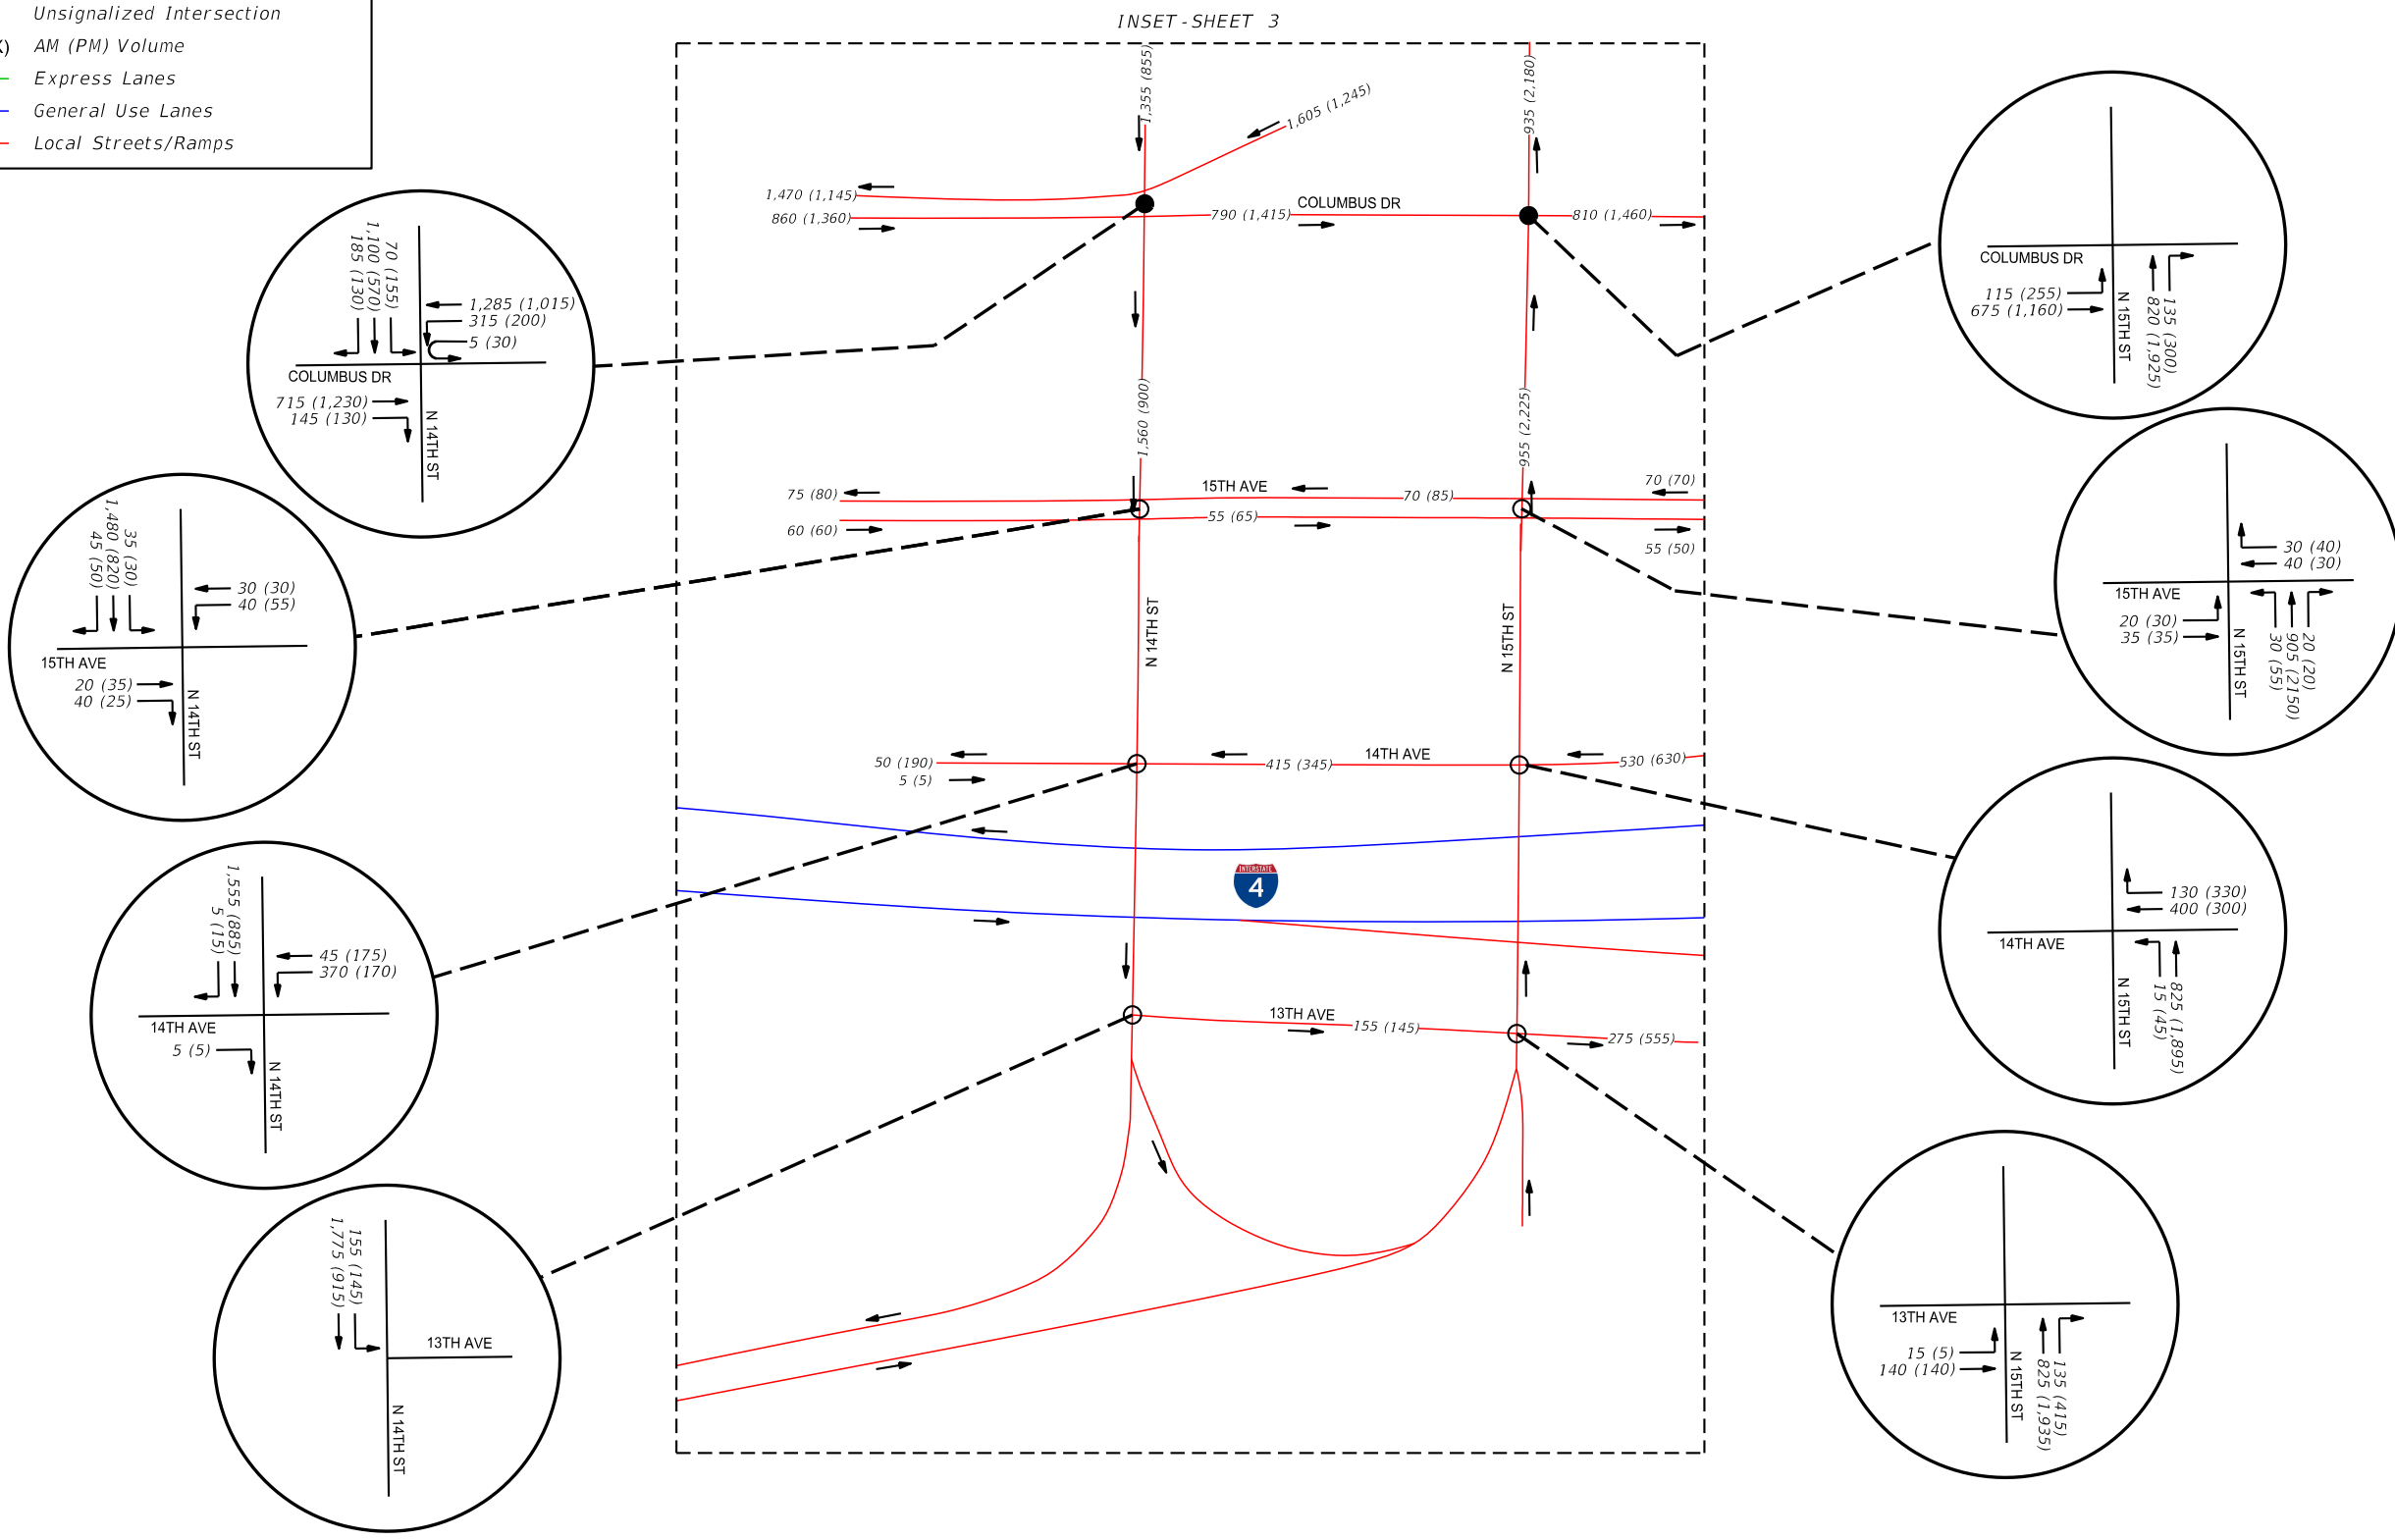 Unsignalized Intersection
X) AM (PM) Volume
Express Lanes
General Use Lanes
Local Streets/Ramps
INSET-SHEET 3
1,355 (855)
1,605 (1,245)
935 (2,180)
1,470 (1,145)
860 (1,360)
790 (1,415)
COLUMBUS DR
810 (1,460)
1,560 (900)
955 (2,225)
75 (80)
15TH AVE
70 (85)
70 (70)
60 (60)
55 (65)
55 (50)
N 14TH ST
N 15TH ST
50 (190)
5 (5)
415 (345)
14TH AVE
530 (630)
INTERSTATE
4
13TH AVE
155 (145)
275 (555)
185 (130)
1,100 (570)
70 (155)
1,285 (1,015)
315 (200)
5 (30)
COLUMBUS DR
715 (1,230)
145 (130)
N 14TH ST
45 (50)
1,480 (820)
35 (30)
30 (30)
40 (55)
15TH AVE
20 (35)
40 (25)
N 14TH ST
5 (15)
1,555 (885)
45 (175)
370 (170)
14TH AVE
5 (5)
N 14TH ST
1,775 (915)
155 (145)
13TH AVE
N 14TH ST
COLUMBUS DR
115 (255)
675 (1,160)
N 15TH ST
820 (1,925)
135 (300)
30 (40)
40 (30)
15TH AVE
20 (30)
35 (35)
N 15TH ST
30 (55)
905 (2150)
20 (20)
130 (330)
400 (300)
14TH AVE
N 15TH ST
15 (45)
825 (1,895)
13TH AVE
15 (5)
140 (140)
N 15TH ST
825 (1,935)
135 (415)